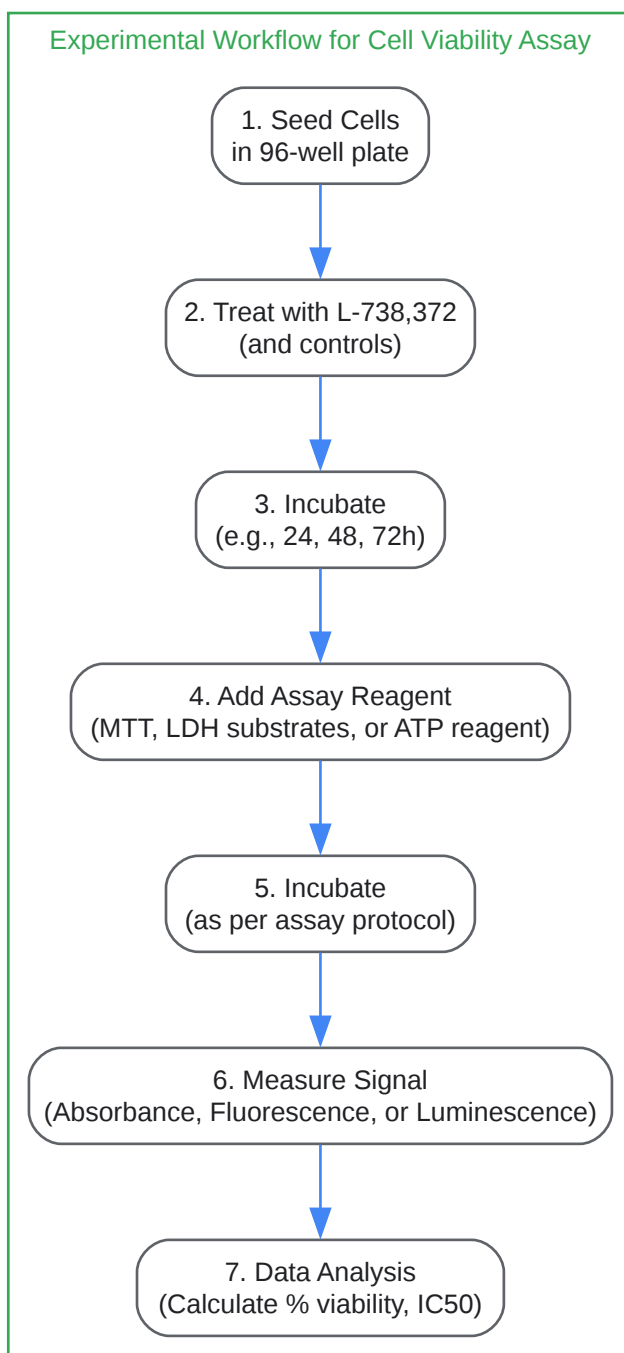 Experimental Workflow for Cell Viability Assay
1. Seed Cells
in 96-well plate
2. Treat with L-738,372
(and controls)
3. Incubate
(e.g., 24, 48, 72h)
4. Add Assay Reagent
(MTT, LDH substrates, or ATP reagent)
5. Incubate
(as per assay protocol)
6. Measure Signal
(Absorbance, Fluorescence, or Luminescence)
7. Data Analysis
(Calculate % viability, IC50)